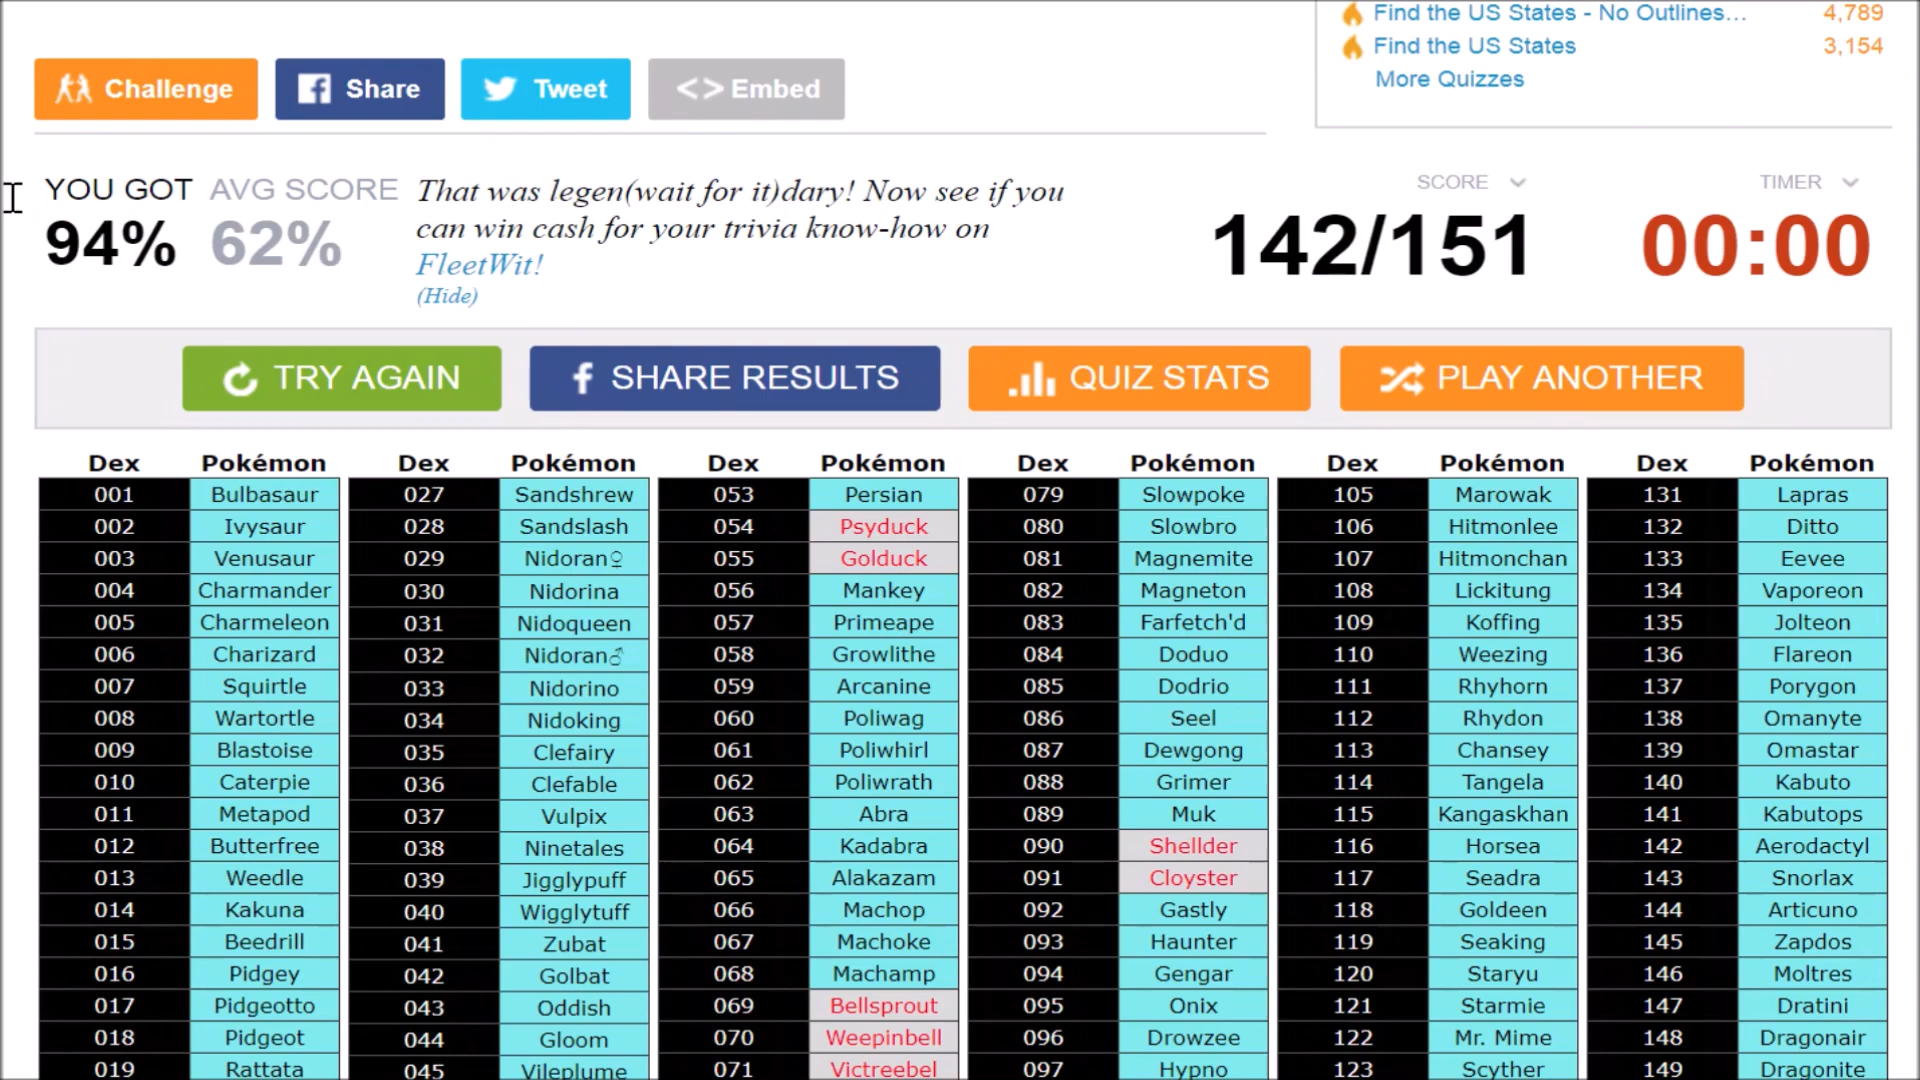 Find the US States - No Outlines... 4,789
Find the US States 3,154
More Quizzes
Challenge Share Tweet <> Embed
YOU GOT AVG SCORE
94% 62%
That was legen(wait for it)dary! Now see if you
can win cash for your trivia know-how on
FleetWit!
(Hide)
SCORE TIMER
142/151 00:00
TRY AGAIN SHARE RESULTS QUIZ STATS PLAY ANOTHER
Dex Pokémon Dex Pokémon Dex Pokémon Dex Pokémon Dex Pokémon Dex Pokémon
001 Bulbasaur 027 Sandshrew 053 Persian 079 Slowpoke 105 Marowak 131 Lapras
002 Ivysaur 028 Sandslash 054 Psyduck 080 Slowbro 106 Hitmonlee 132 Ditto
003 Venusaur 029 Nidoran♀ 055 Golduck 081 Magnemite 107 Hitmonchan 133 Eevee
004 Charmander 030 Nidorina 056 Mankey 082 Magneton 108 Lickitung 134 Vaporeon
005 Charmeleon 031 Nidoqueen 057 Primeape 083 Farfetch'd 109 Koffing 135 Jolteon
006 Charizard 032 Nidoran♂ 058 Growlithe 084 Doduo 110 Weezing 136 Flareon
007 Squirtle 033 Nidorino 059 Arcanine 085 Dodrio 111 Rhyhorn 137 Porygon
008 Wartortle 034 Nidoking 060 Poliwag 086 Seel 112 Rhydon 138 Omanyte
009 Blastoise 035 Clefairy 061 Poliwhirl 087 Dewgong 113 Chansey 139 Omastar
010 Caterpie 036 Clefable 062 Poliwrath 088 Grimer 114 Tangela 140 Kabuto
011 Metapod 037 Vulpix 063 Abra 089 Muk 115 Kangaskhan 141 Kabutops
012 Butterfree 038 Ninetales 064 Kadabra 090 Shellder 116 Horsea 142 Aerodactyl
013 Weedle 039 Jigglypuff 065 Alakazam 091 Cloyster 117 Seadra 143 Snorlax
014 Kakuna 040 Wigglytuff 066 Machop 092 Gastly 118 Goldeen 144 Articuno
015 Beedrill 041 Zubat 067 Machoke 093 Haunter 119 Seaking 145 Zapdos
016 Pidgey 042 Golbat 068 Machamp 094 Gengar 120 Staryu 146 Moltres
017 Pidgeotto 043 Oddish 069 Bellsprout 095 Onix 121 Starmie 147 Dratini
018 Pidgeot 044 Gloom 070 Weepinbell 096 Drowzee 122 Mr. Mime 148 Dragonair
019 Rattata 045 Vileplume 071 Victreebel 097 Hypno 123 Scyther 149 Dragonite